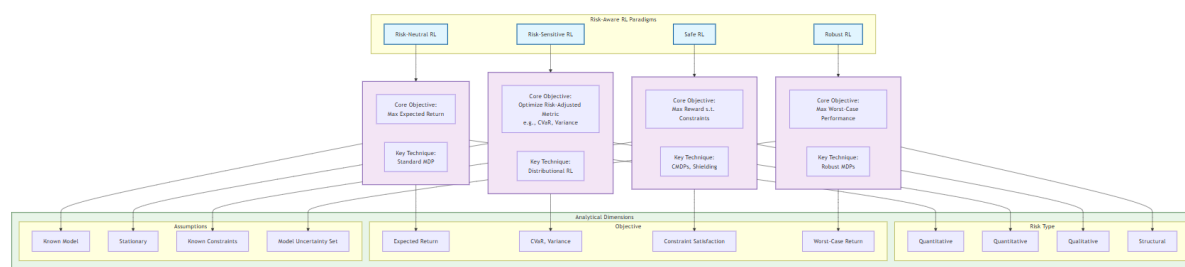 Risk-Aware RL Paradigms
Risk-Neutral RL
Risk-Sensitive RL
Safe RL
Robust RL
Core Objective:
Max Expected Return
Key Technique:
Standard MDP
Core Objective:
Optimize Risk-Adjusted
Metric
e.g., CVaR, Variance
Key Technique:
Distributional RL
Core Objective:
Max Reward s.t.
Constraints
Key Technique:
CMDPs, Shielding
Core Objective:
Max Worst-Case
Performance
Key Technique:
Robust MDPs
Analytical Dimensions
Assumptions
Known Model
Stationary
Known Constraints
Model Uncertainty Set
Objective
Expected Return
CVaR, Variance
Constraint Satisfaction
Worst-Case Return
Risk Type
Quantitative
Quantitative
Qualitative
Structural